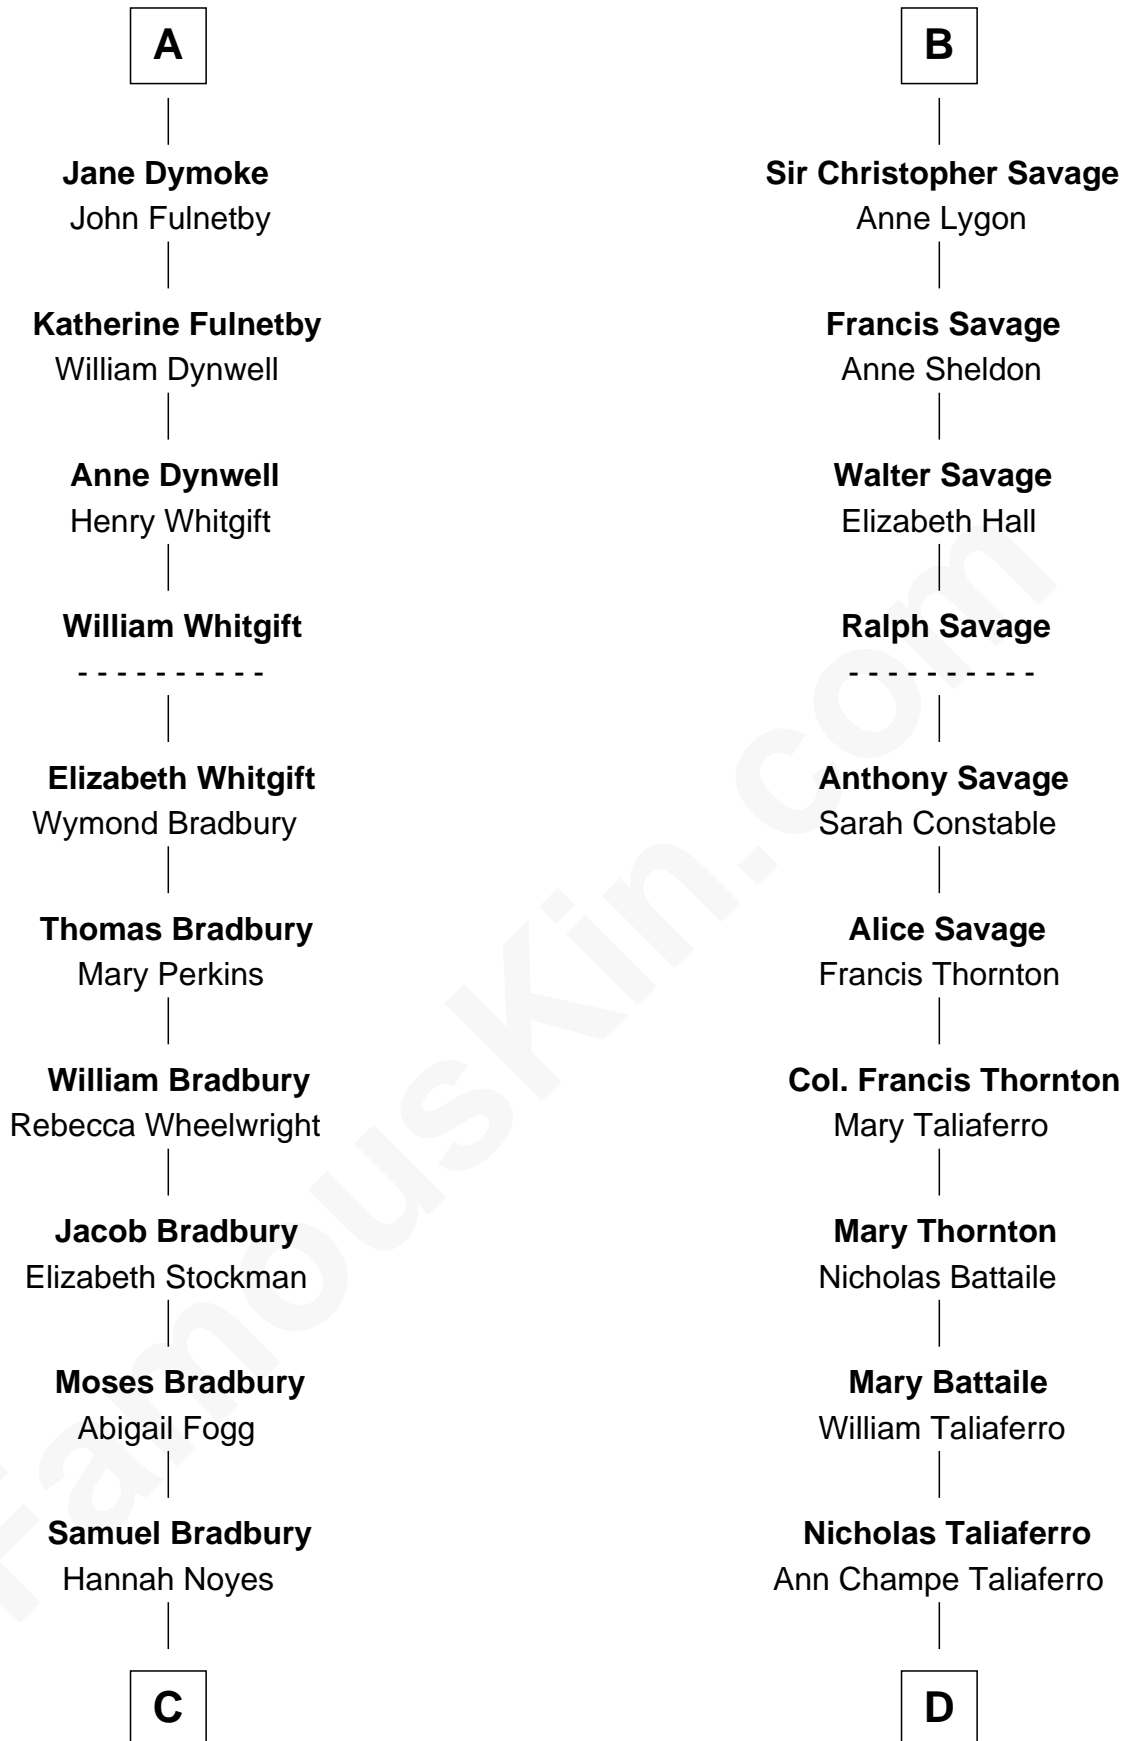 A
Jane Dymoke
John Fulnetby
Katherine Fulnetby
William Dynwell
Anne Dynwell
Henry Whitgift
William Whitgift
- - - - - - - - - -
Elizabeth Whitgift
Wymond Bradbury
Thomas Bradbury
Mary Perkins
William Bradbury
Rebecca Wheelwright
Jacob Bradbury
Elizabeth Stockman
Moses Bradbury
Abigail Fogg
Samuel Bradbury
Hannah Noyes
C
B
Sir Christopher Savage
Anne Lygon
Francis Savage
Anne Sheldon
Walter Savage
Elizabeth Hall
Ralph Savage
- - - - - - - - - -
Anthony Savage
Sarah Constable
Alice Savage
Francis Thornton
Col. Francis Thornton
Mary Taliaferro
Mary Thornton
Nicholas Battaile
Mary Battaile
William Taliaferro
Nicholas Taliaferro
Ann Champe Taliaferro
D
FamousKin.com